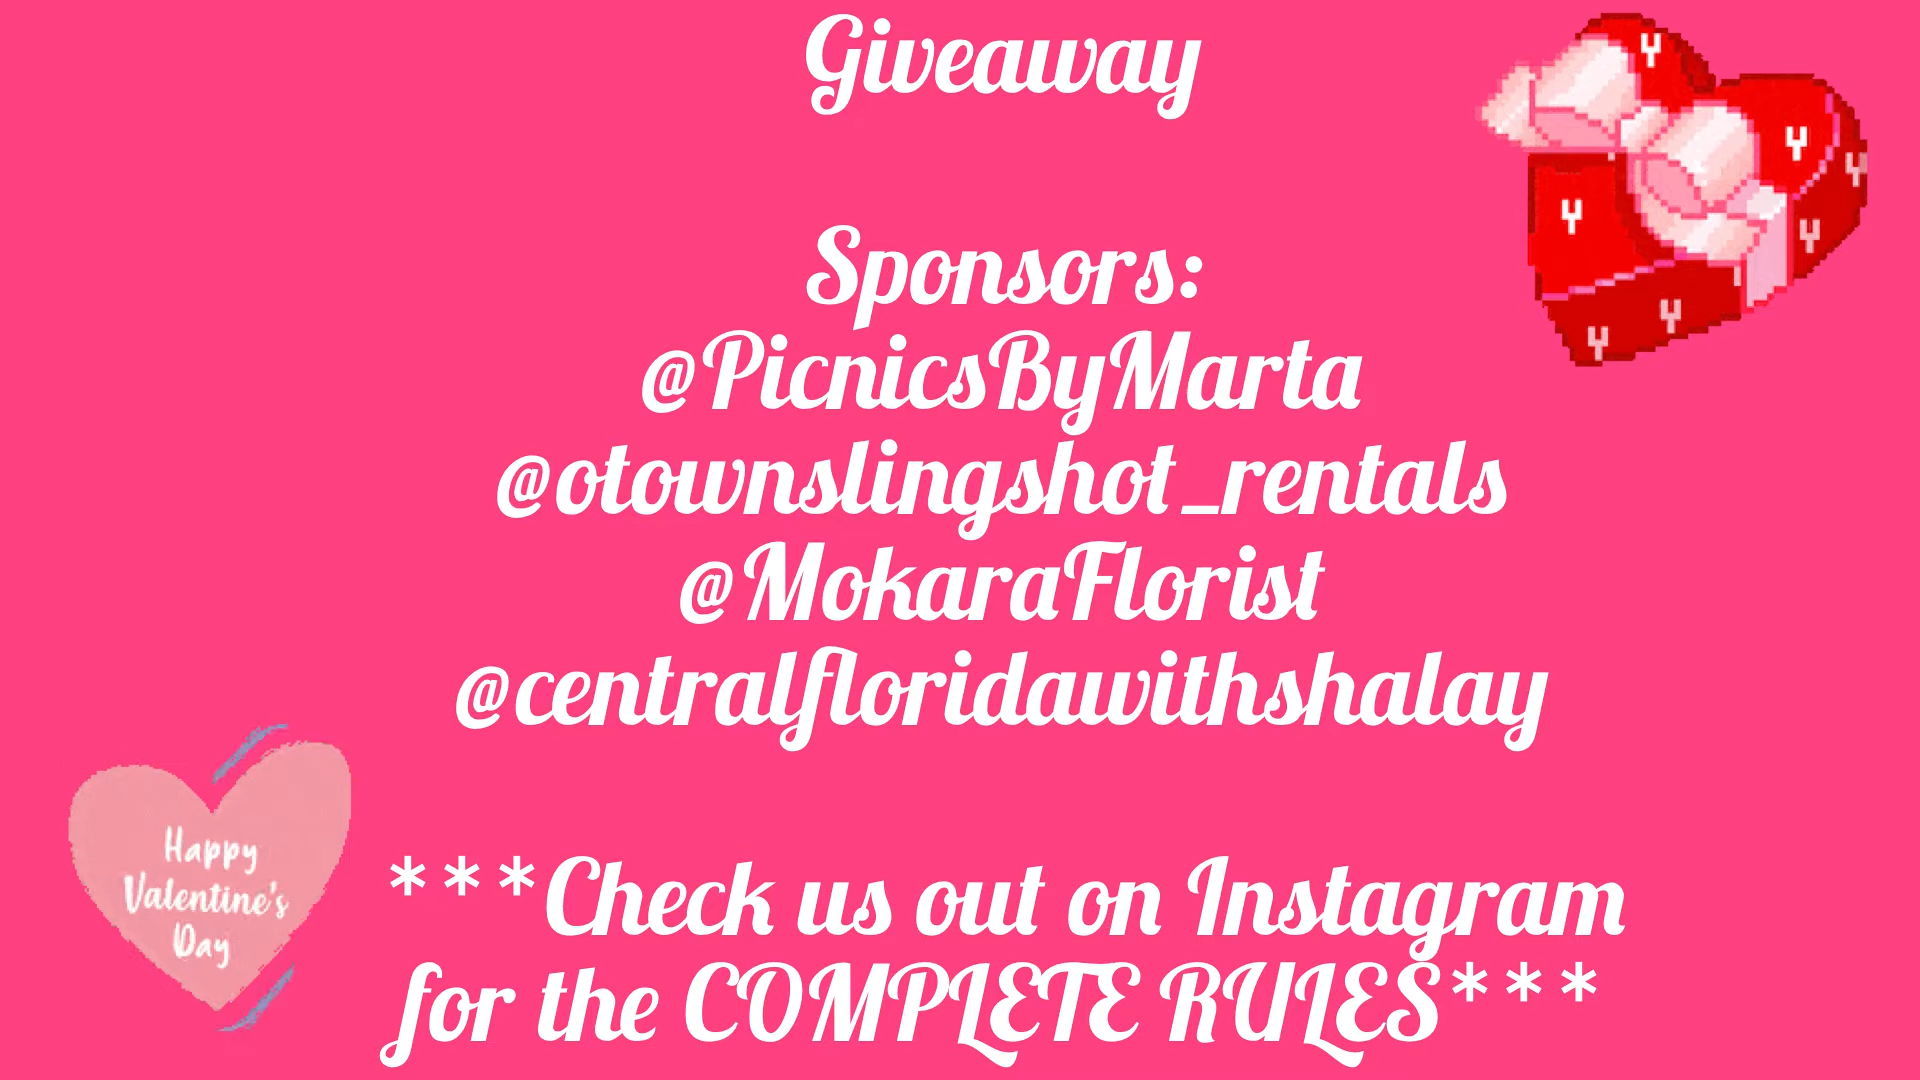 Giveaway
Sponsors:
@PicnicsByMarta
@otownslingshot_rentals
@MokaraFlorist
@centralfloridawithshalay
***Check us out on Instagram
for the COMPLETE RULES***
Happy
Valentine's
Day
Y
Y
Y
Y
Y
Y
Y